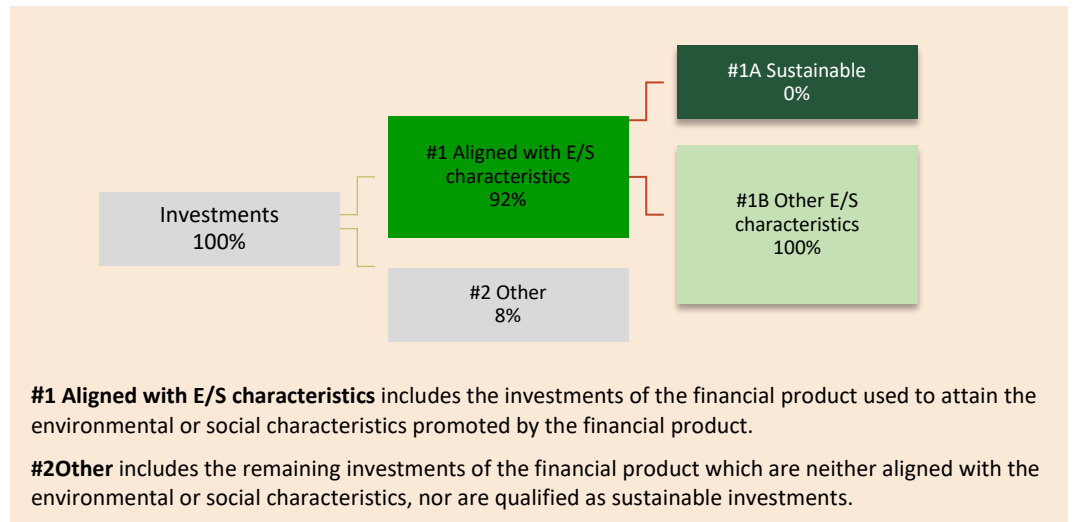 #1A Sustainable
0%
#1 Aligned with E/S
characteristics
92%
#1B Other E/S
characteristics
100%
Investments
100%
#2 Other
8%
#1 Aligned with E/S characteristics includes the investments of the financial product used to attain the
environmental or social characteristics promoted by the financial product.
#2Other includes the remaining investments of the financial product which are neither aligned with the
environmental or social characteristics, nor are qualified as sustainable investments.